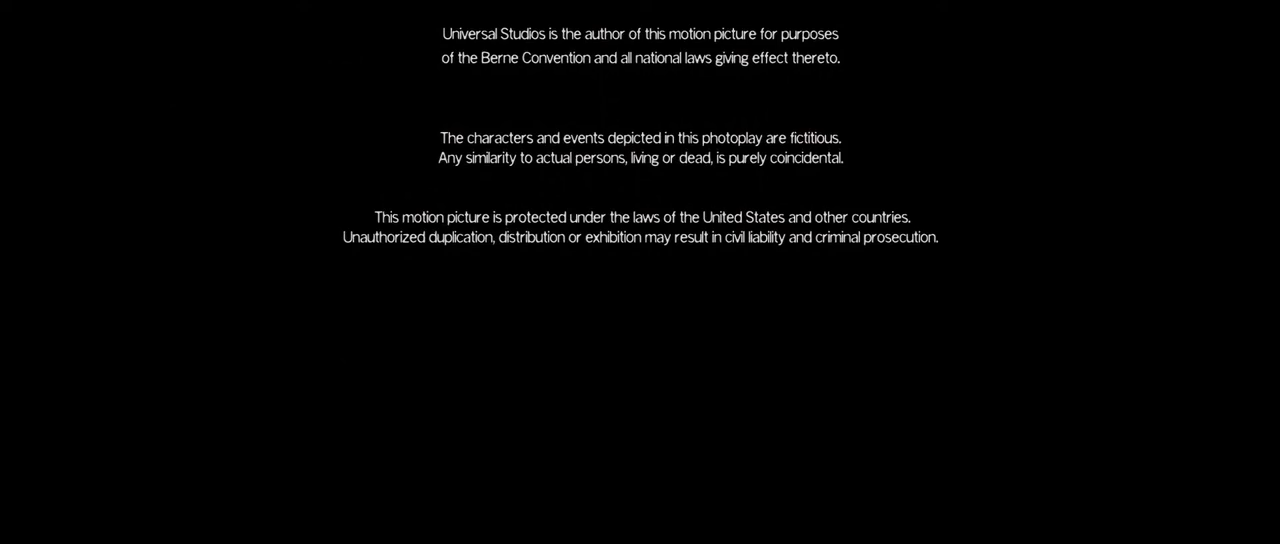 Universal Studios is the author of this motion picture for purposes
of the Berne Convention and all national laws giving effect thereto.
The characters and events depicted in this photoplay are fictitious.
Any similarity to actual persons, living or dead, is purely coincidental.
This motion picture is protected under the laws of the United States and other countries.
Unauthorized duplication, distribution or exhibition may result in civil liability and criminal prosecution.